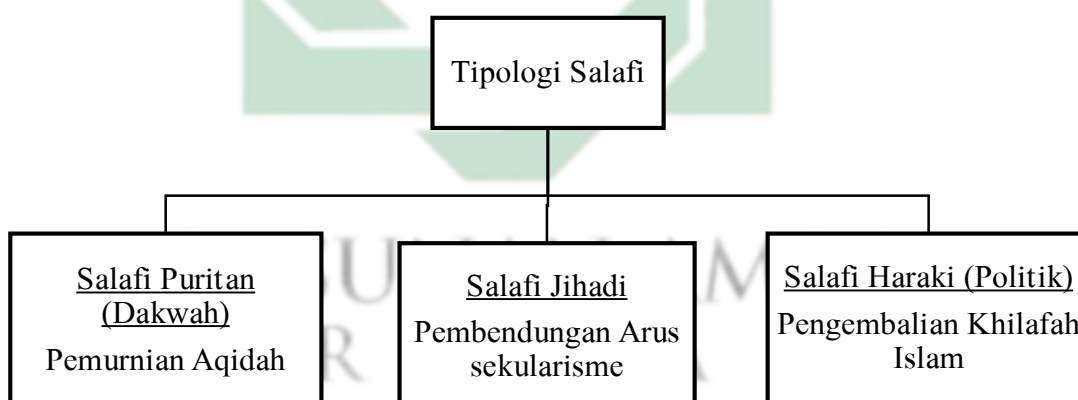 Tipologi Salafi
Salafi Puritan
(Dakwah)
Pemurnian Aqidah
Salafi Jihadi
Pembendungan Arus
sekularisme
Salafi Haraki (Politik)
Pengembalian Khilafah
Islam